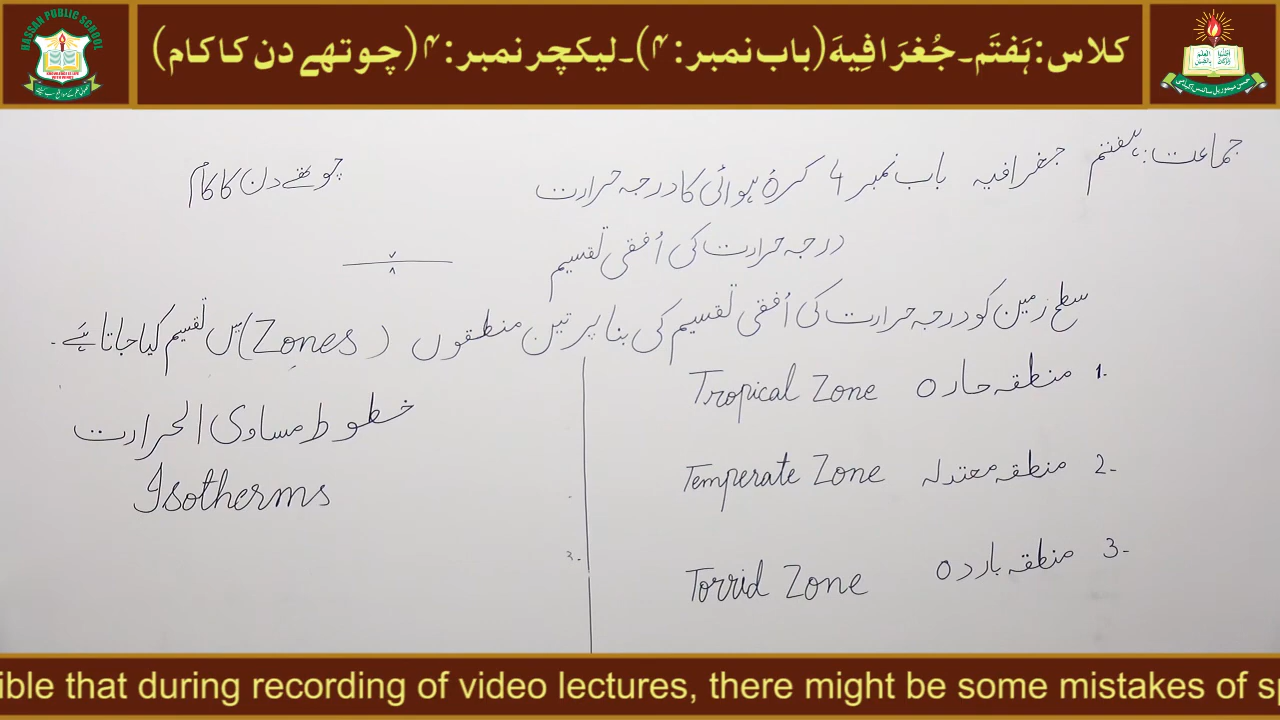 کلاس: ہَفتَم۔ جُغرَافِیہَ (باب نمبر: ۴)۔ لیکچر نمبر: ۴ (چوتھے دن کا کام)
HASSAN PUBLIC SCHOOL
جماعت: ہفتم جغرافیہ باب نمبر 4 کرۂ ہوائی کا درجہ حرارت چوتھے دن کا کام
درجہ حرارت کی اُفقی تقسیم
سطح زمین کو درجہ حرارت کی اُفقی تقسیم کی بنا پر تین منطقوں (Zones) میں تقسیم کیا جاتا ہے۔
1. منطقہ حارہ Tropical Zone
2- منطقہ معتدلہ Temperate Zone
3- منطقہ باردہ Torrid Zone
خطوط مساوی الحرارت
Isotherms
ible that during recording of video lectures, there might be some mistakes of sp